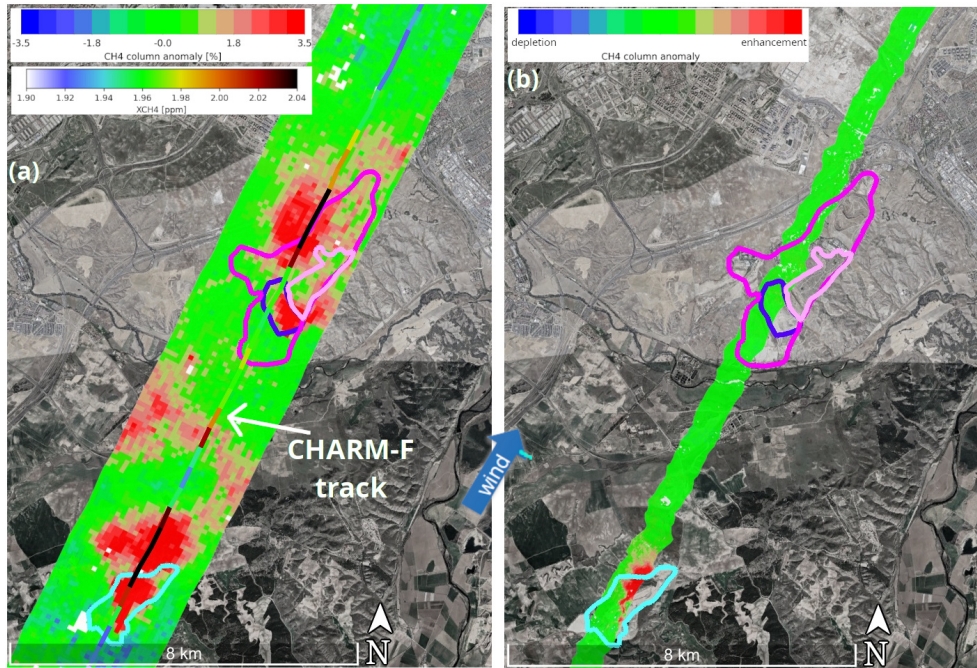 -3.5 -1.8 -0.0 1.8 3.5
CH4 column anomaly [%]
1.90 1.92 1.94 1.96 1.98 2.00 2.02 2.04
XCH4 [ppm]
(a)
CHARM-F
track
8 km
N
wind
depletion enhancement
CH4 column anomaly
(b)
8 km
N